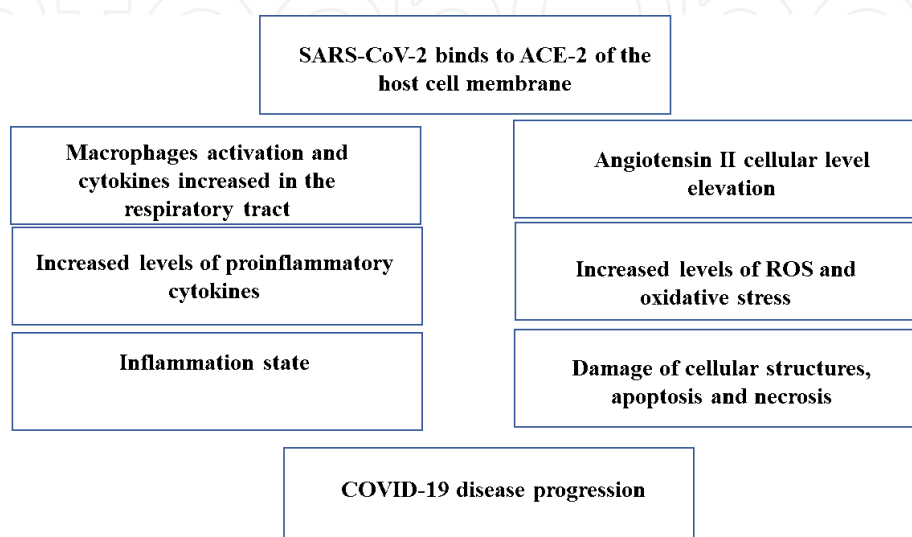 SARS-CoV-2 binds to ACE-2 of the
host cell membrane
Macrophages activation and
cytokines increased in the
respiratory tract
Angiotensin II cellular level
elevation
Increased levels of proinflammatory
cytokines
Increased levels of ROS and
oxidative stress
Inflammation state
Damage of cellular structures,
apoptosis and necrosis
COVID-19 disease progression